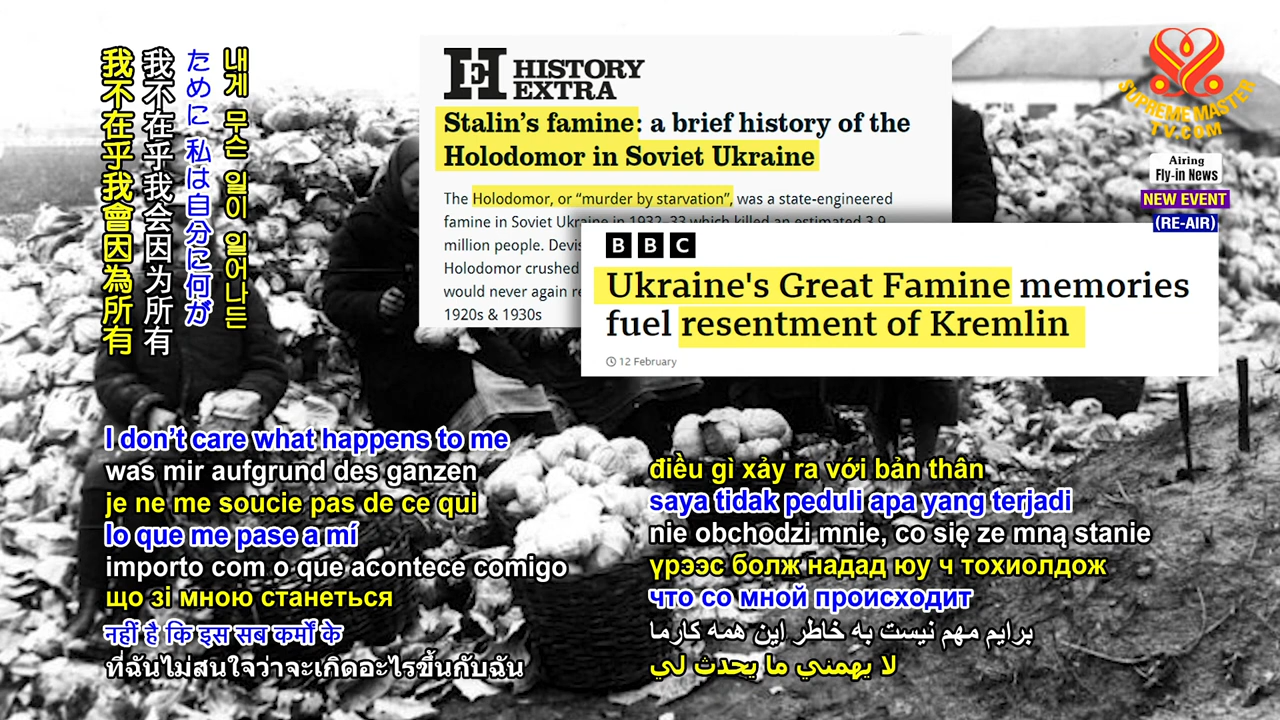 我不在乎我會因為所有
我不在乎我会因为所有
ために 私は自分に何が
내게 무슨 일이 일어나든
HISTORY
EXTRA
Stalin's famine: a brief history of the
Holodomor in Soviet Ukraine
The Holodomor, or “murder by starvation”, was a state-engineered
famine in Soviet Ukraine in 1932–33 which killed an estimated 3.9
million people. Devis
Holodomor crushed
would never again re
1920s & 1930s
BBC
Ukraine's Great Famine memories
fuel resentment of Kremlin
12 February
SUPREME MASTER
TV.COM
Airing
Fly-in News
NEW EVENT
(RE-AIR)
I don't care what happens to me
was mir aufgrund des ganzen
je ne me soucie pas de ce qui
lo que me pase a mí
importo com o que acontece comigo
що зі мною станеться
नहीं है कि इस सब कर्मों के
ที่ฉันไม่สนใจว่าจะเกิดอะไรขึ้นกับฉัน
điều gì xảy ra với bản thân
saya tidak peduli apa yang terjadi
nie obchodzi mnie, co się ze mną stanie
үрээс болж надад юу ч тохиолдож
что со мной происходит
برایم مهم نیست به خاطر این همه کارما
لا يهمني ما يحدث لي